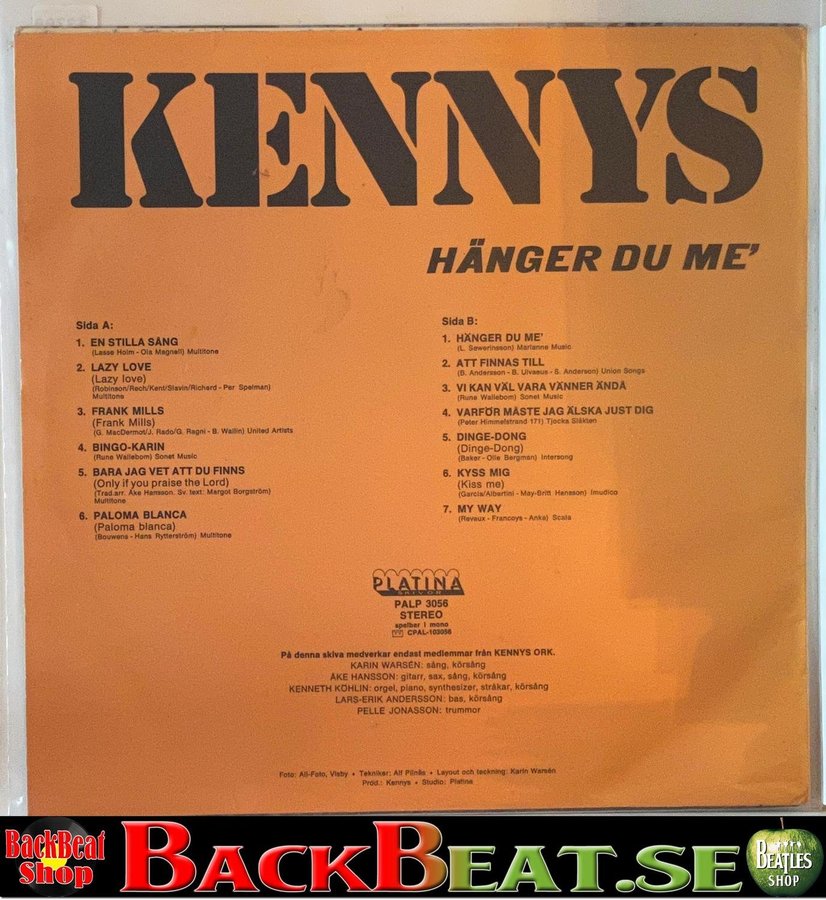 KENNYS
HÄNGER DU ME'
Sida A:
1. EN STILLA SÅNG
(Lasse Holm - Ola Magnell) Multitone
2. LAZY LOVE
(Lazy love)
(Robinson/Rech/Kent/Slavin/Richerd - Per Spelman)
Multitone
3. FRANK MILLS
(Frank Mills)
(G. MacDermot/J. Rado/G. Ragni - B. Wallin) United Artists
4. BINGO-KARIN
(Rune Wallebom) Sonet Music
5. BARA JAG VET ATT DU FINNS
(Only if you praise the Lord)
(Trad.arr. Åke Hansson. Sv. text: Margot Borgström)
Multitone
6. PALOMA BLANCA
(Paloma blanca)
(Bouwens - Hans Rytterström) Multitone
Sida B:
1. HÄNGER DU ME'
(L. Sewerinsson) Marianne Music
2. ATT FINNAS TILL
(B. Andersson - B. Ulvaeus - S. Anderson) Union Songs
3. VI KAN VÄL VARA VÄNNER ÄNDÅ
(Rune Wallebom) Sonet Music
4. VARFÖR MÅSTE JAG ÄLSKA JUST DIG
(Peter Himmelstrand 171) Tjocka Släkten
5. DINGE-DONG
(Dinge-Dong)
(Baker - Olle Bergman) Intersong
6. KYSS MIG
(Kiss me)
(Garcia/Albertini - May-Britt Hansson) Imudico
7. MY WAY
(Revaux - Francoys - Anka) Scala
PLATINA
SKIVOR
PALP 3056
STEREO
spelbar i mono
CPAL-103056
På denna skiva medverkar endast medlemmar från KENNYS ORK.
KARIN WARSÉN: sång, körsång
ÅKE HANSSON: gitarr, sax, sång, körsång
KENNETH KÖHLIN: orgel, piano, synthesizer, stråkar, körsång
LARS-ERIK ANDERSSON: bas, körsång
PELLE JONASSON: trummor
Foto: All-Foto, Visby • Tekniker: Alf Pilnäs • Layout och teckning: Karin Warsén
Prod.: Kennys • Studio: Platina
BackBeat
Shop
BACKBEAT.SE
BEATLES
SHOP